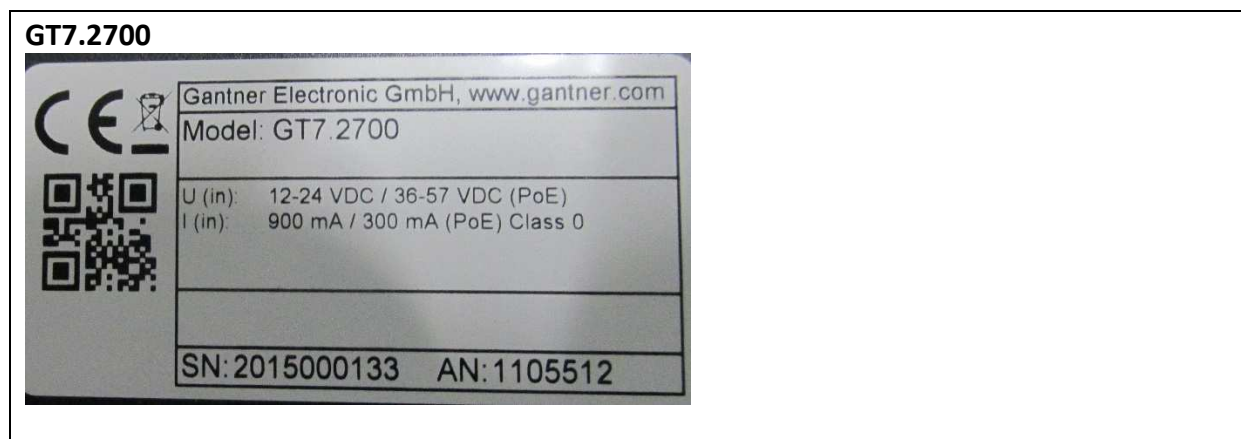 GT7.2700
CE
Gantner Electronic GmbH, www.gantner.com
Model: GT7.2700
U (in): 12-24 VDC / 36-57 VDC (PoE)
I (in): 900 mA / 300 mA (PoE) Class 0
SN: 2015000133 AN: 1105512